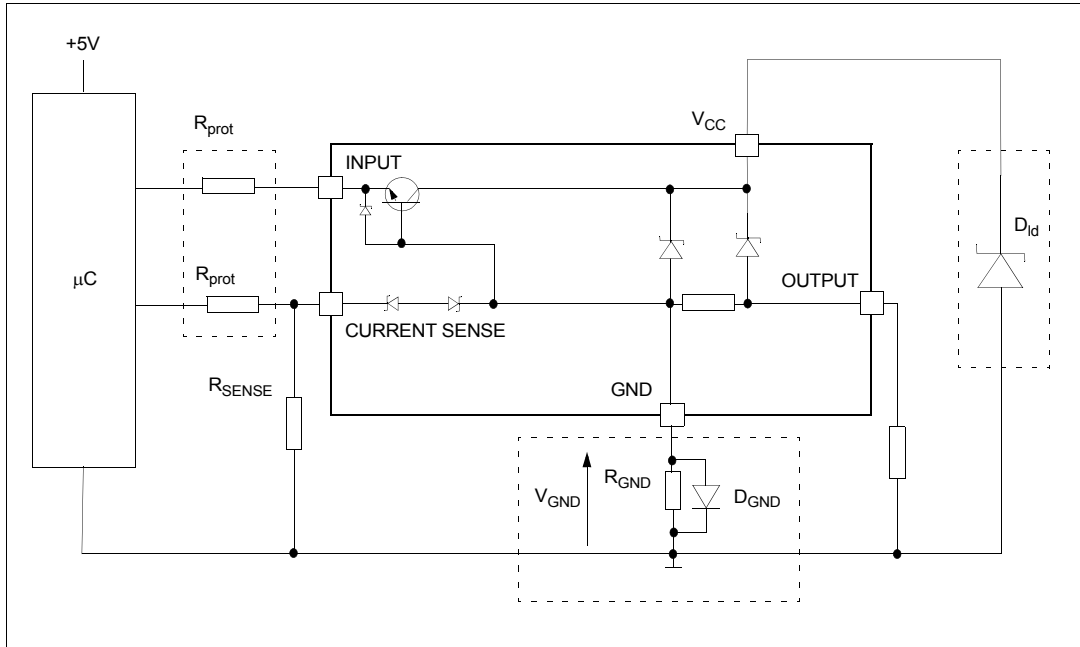 +5V
R_prot
V_CC
INPUT
D_ld
R_prot
OUTPUT
μC
CURRENT SENSE
R_SENSE
GND
R_GND
V_GND
D_GND